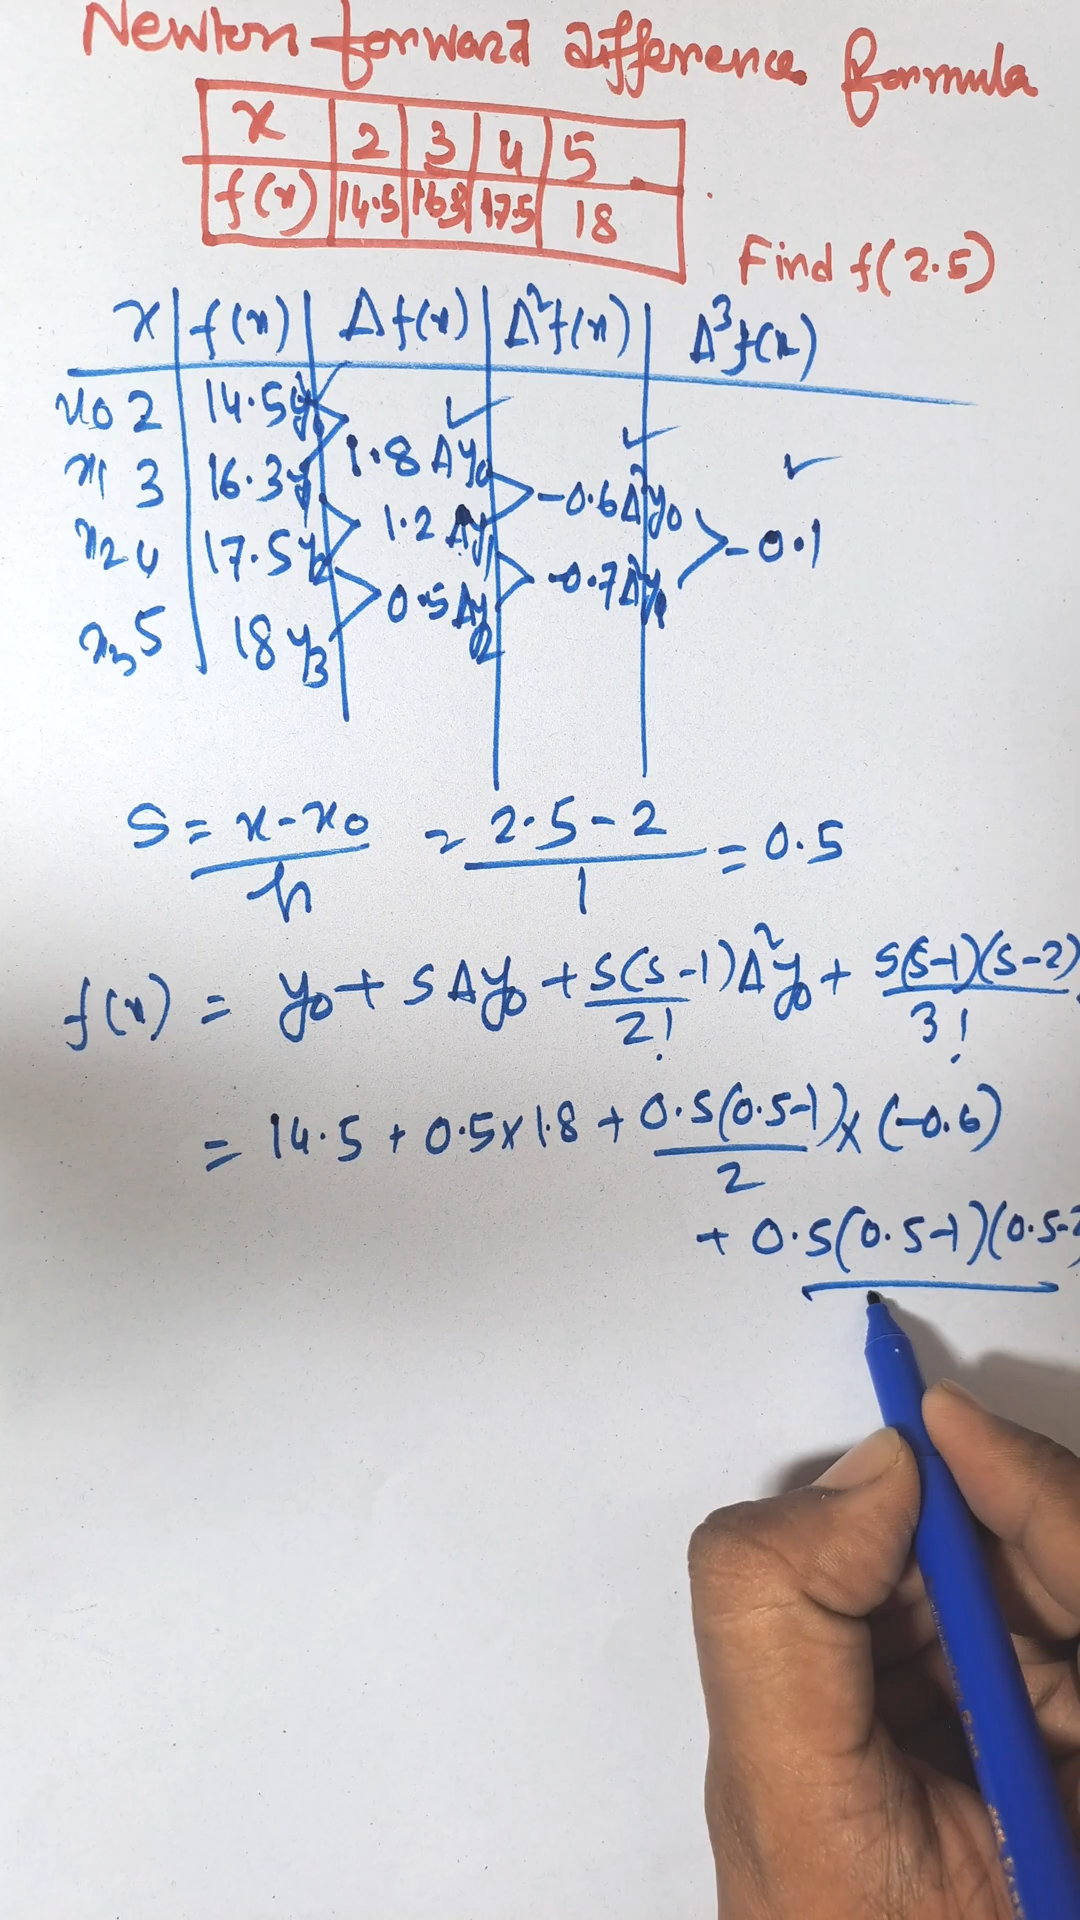 Newton forward difference formula
x 2 3 4 5
f(x) 14.5 16.3 17.5 18
Find f(2.5)
x f(x) Δf(x) Δ²f(x) Δ³f(x)
x0 2 14.5 y0
1.8 Δy0
x1 3 16.3 y1 -0.6 Δ²y0
1.2 Δy1 -0.1
x2 4 17.5 y2 -0.7 Δ²y1
0.5 Δy2
x3 5 18 y3
S = x-x0/h = 2.5-2/1 = 0.5
f(x) = y0 + SΔy0 + S(S-1)/2! Δ²y0 + S(S-1)(S-2)/3!
= 14.5 + 0.5×1.8 + 0.5(0.5-1)/2 × (-0.6)
+ 0.5(0.5-1)(0.5-2